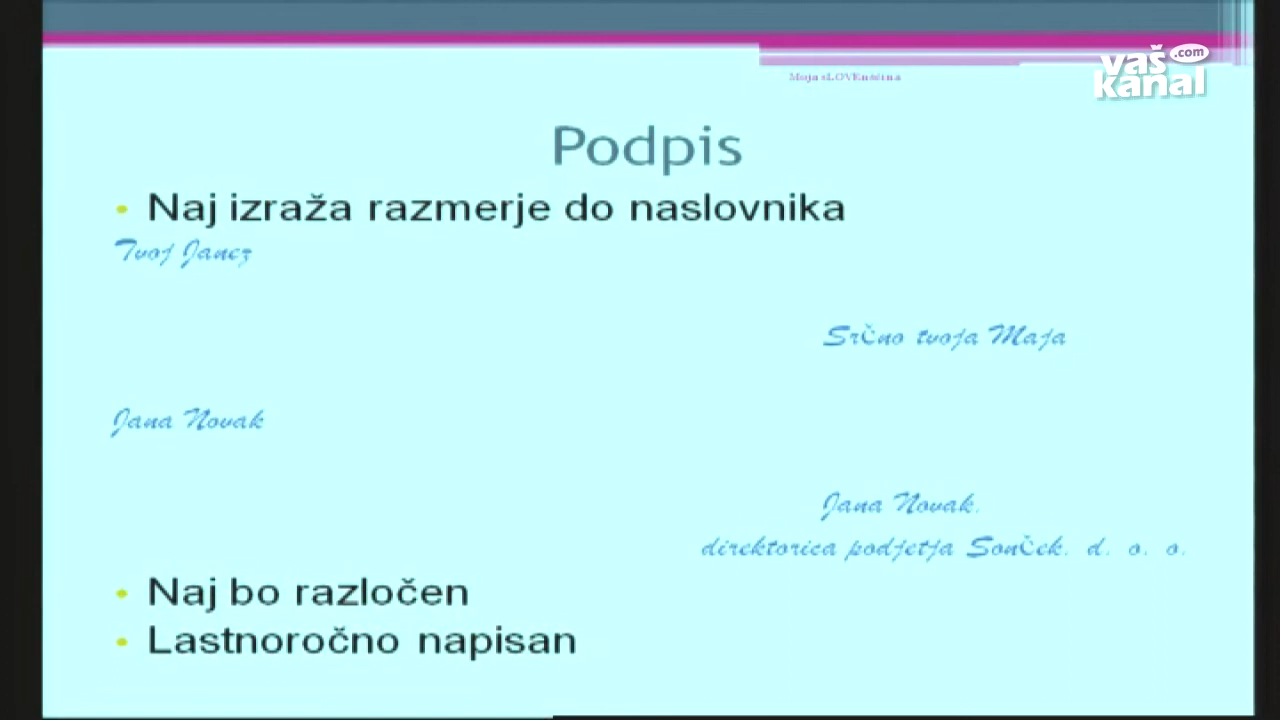 vaš .com
kanal
Moja sLOVEnščina
Podpis
• Naj izraža razmerje do naslovnika
Tvoj Janez
Srčno tvoja Maja
Jana Novak
Jana Novak,
direktorica podjetja Sonček, d. o. o.
• Naj bo razločen
• Lastnoročno napisan